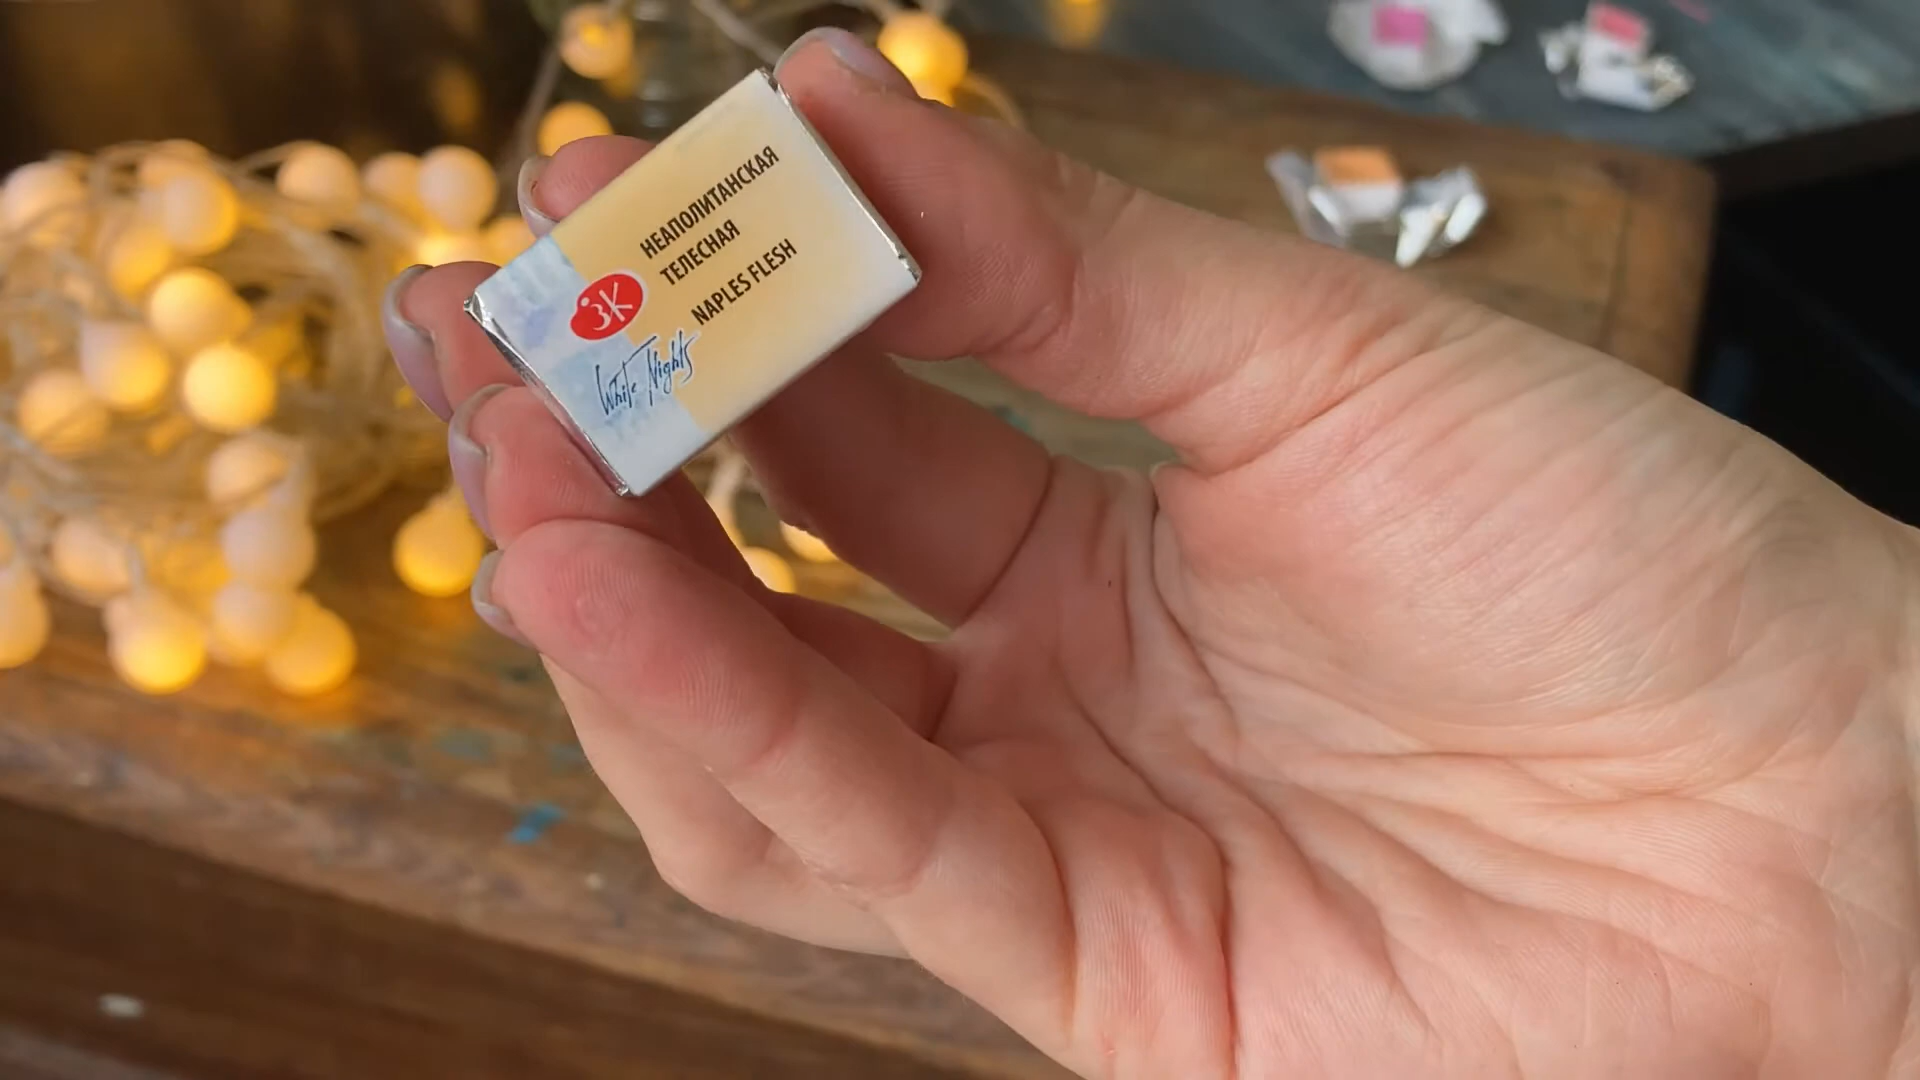 НЕАПОЛИТАНСКАЯ
ТЕЛЕСНАЯ
NAPLES FLESH
ЗК
White Nights